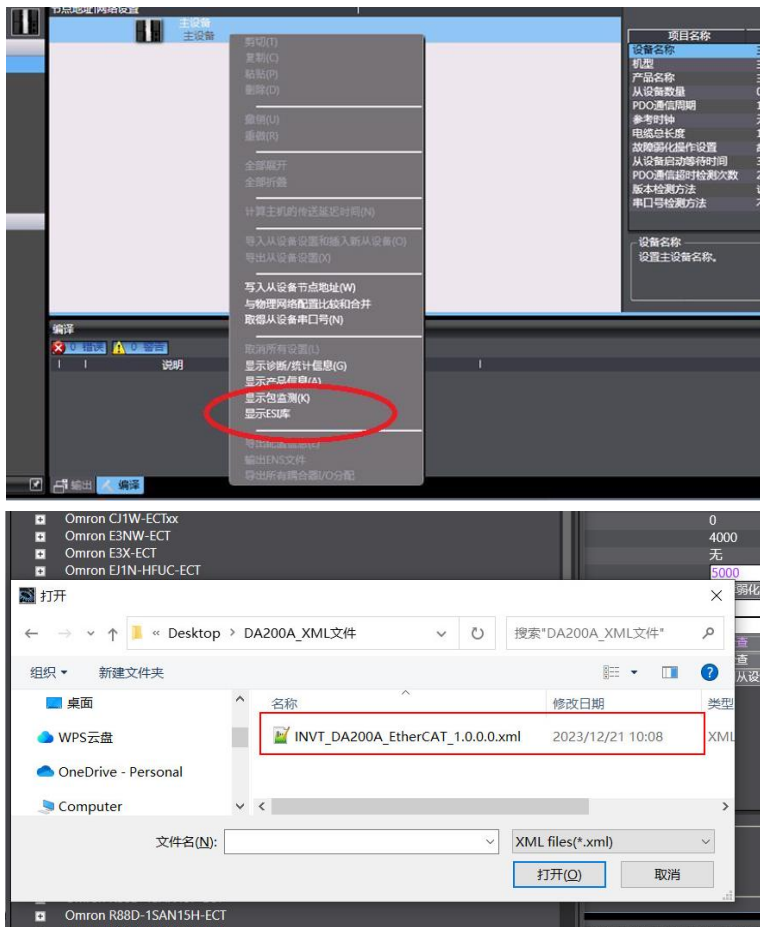 节点地址|网络设置
主设备
主设备
剪切(T)
复制(C)
粘贴(P)
删除(D)
撤销(U)
重做(R)
全部展开
全部折叠
计算主机的传送延迟时间(N)
导入从设备设置和插入新从设备(O)
导出从设备设置(X)
写入从设备节点地址(W)
与物理网络配置比较和合并
取得从设备串口号(N)
取消所有设置(L)
显示诊断/统计信息(G)
显示产品信息(A)
显示包监测(K)
显示ESI库
输出ENS文件
导出所有耦合器I/O分配
项目名称
设备名称
机型
产品名称
从设备数量
PDO通信周期
参考时钟
电缆总长度
故障弱化操作设置
从设备启动等待时间
PDO通信超时检测次数
版本检测方法
串口号检测方法
设备名称
设置主设备名称。
编译
0 错误 0 警告
说明
输出 编译
Omron CJ1W-ECTxx
Omron E3NW-ECT
Omron E3X-ECT
Omron EJ1N-HFUC-ECT
0
4000
无
5000
打开
« Desktop › DA200A_XML文件
搜索"DA200A_XML文件"
组织 新建文件夹
名称 修改日期 类型
桌面
WPS云盘
OneDrive - Personal
Computer
INVT_DA200A_EtherCAT_1.0.0.0.xml 2023/12/21 10:08 XML
文件名(N):
XML files(*.xml)
打开(O) 取消
Omron R88D-1SAN15H-ECT